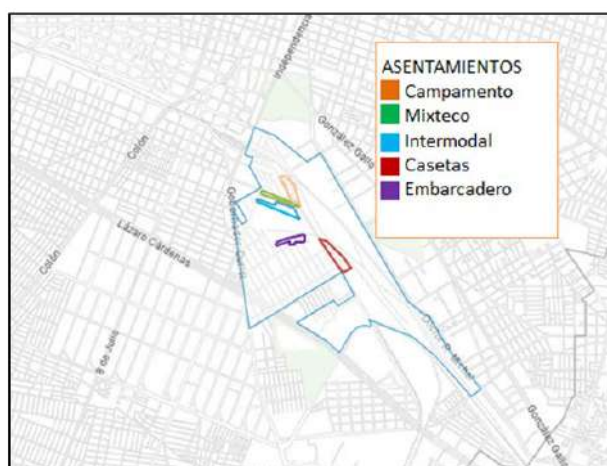 Independencia
ASENTAMIENTOS
Campamento
Mixteco
Intermodal
Casetas
Embarcadero
González Gallo
Colón
Lázaro Cárdenas
Colón
8 de Julio
González Gallo